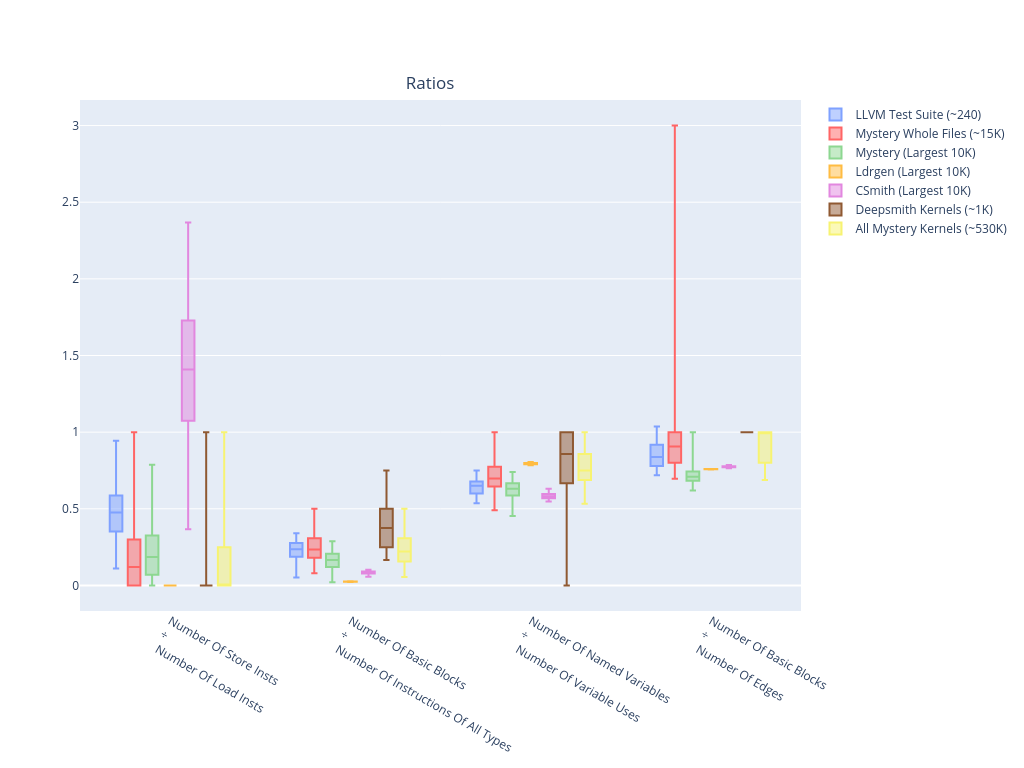 Ratios
3
2.5
2
1.5
1
0.5
0
Number Of Store Insts
÷
Number Of Load Insts
Number Of Basic Blocks
÷
Number Of Instructions Of All Types
Number Of Named Variables
÷
Number Of Variable Uses
Number Of Basic Blocks
÷
Number Of Edges
LLVM Test Suite (~240)
Mystery Whole Files (~15K)
Mystery (Largest 10K)
Ldrgen (Largest 10K)
CSmith (Largest 10K)
Deepsmith Kernels (~1K)
All Mystery Kernels (~530K)